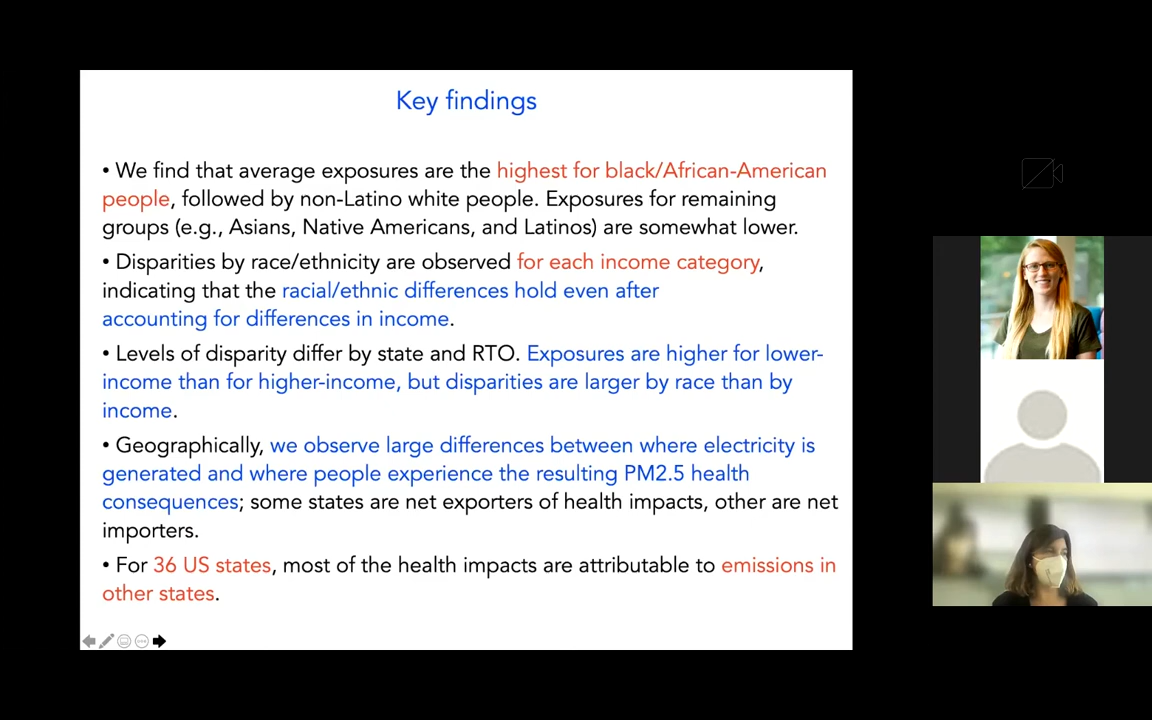 Key findings
• We find that average exposures are the highest for black/African-American
people, followed by non-Latino white people. Exposures for remaining
groups (e.g., Asians, Native Americans, and Latinos) are somewhat lower.
• Disparities by race/ethnicity are observed for each income category,
indicating that the racial/ethnic differences hold even after
accounting for differences in income.
• Levels of disparity differ by state and RTO. Exposures are higher for lower-
income than for higher-income, but disparities are larger by race than by
income.
• Geographically, we observe large differences between where electricity is
generated and where people experience the resulting PM2.5 health
consequences; some states are net exporters of health impacts, other are net
importers.
• For 36 US states, most of the health impacts are attributable to emissions in
other states.